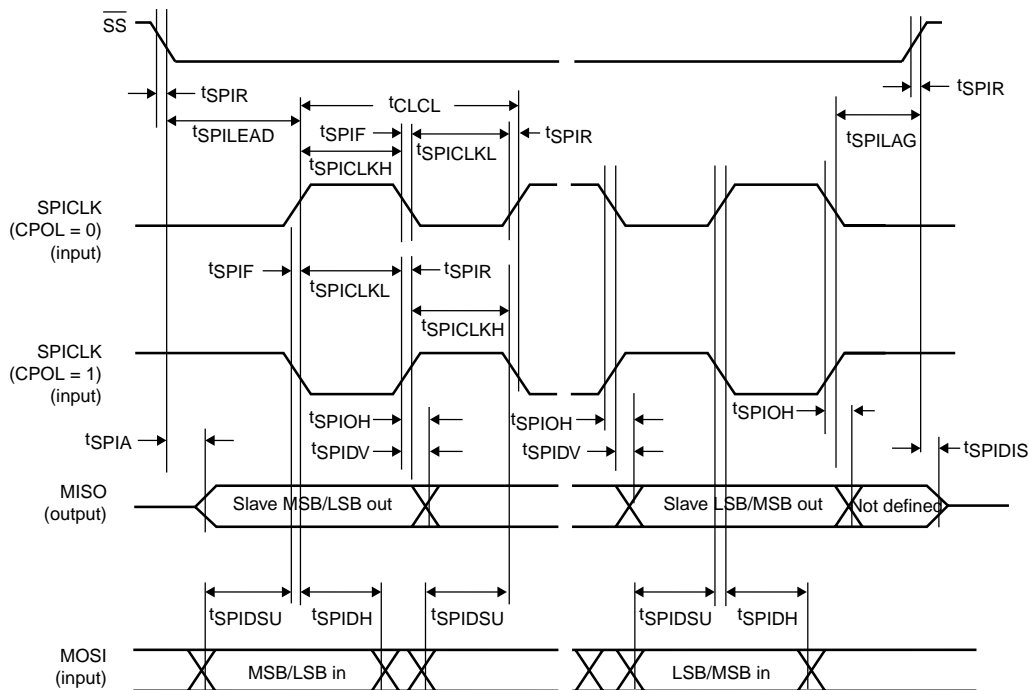 SS
tSPIR
tCLCL
tSPIR
tSPILEAD
tSPIF
tSPICLKL
tSPIR
tSPILAG
tSPICLKH
SPICLK
(CPOL = 0)
(input)
tSPIF
tSPICLKL
tSPIR
tSPICLKH
SPICLK
(CPOL = 1)
(input)
tSPIOH
tSPIOH
tSPIOH
tSPIA
tSPIDV
tSPIDV
tSPIDIS
MISO
(output)
Slave MSB/LSB out
Slave LSB/MSB out
Not defined
tSPIDSU
tSPIDH
tSPIDSU
tSPIDSU
tSPIDH
MOSI
(input)
MSB/LSB in
LSB/MSB in